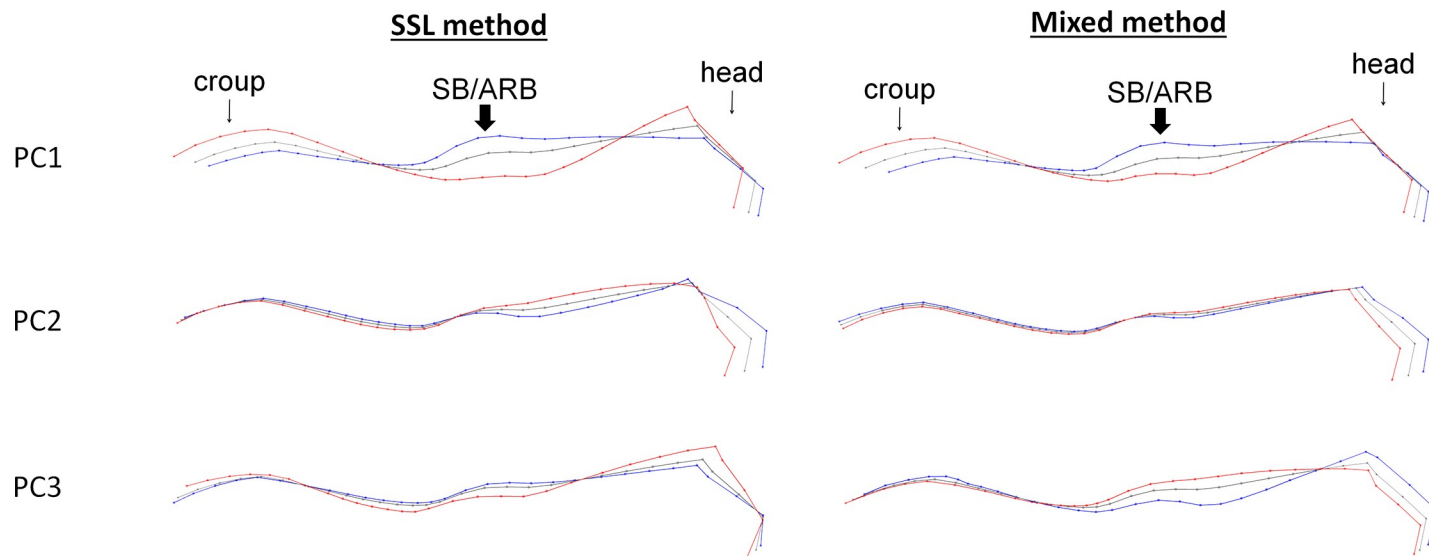 SSL method
Mixed method
croup
SB/ARB
head
croup
SB/ARB
head
PC1
PC2
PC3